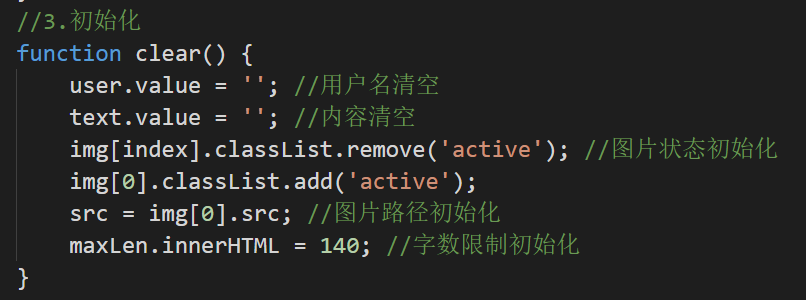 //3.初始化
function clear() {
    user.value = ''; //用户名清空
    text.value = ''; //内容清空
    img[index].classList.remove('active'); //图片状态初始化
    img[0].classList.add('active');
    src = img[0].src; //图片路径初始化
    maxLen.innerHTML = 140; //字数限制初始化
}